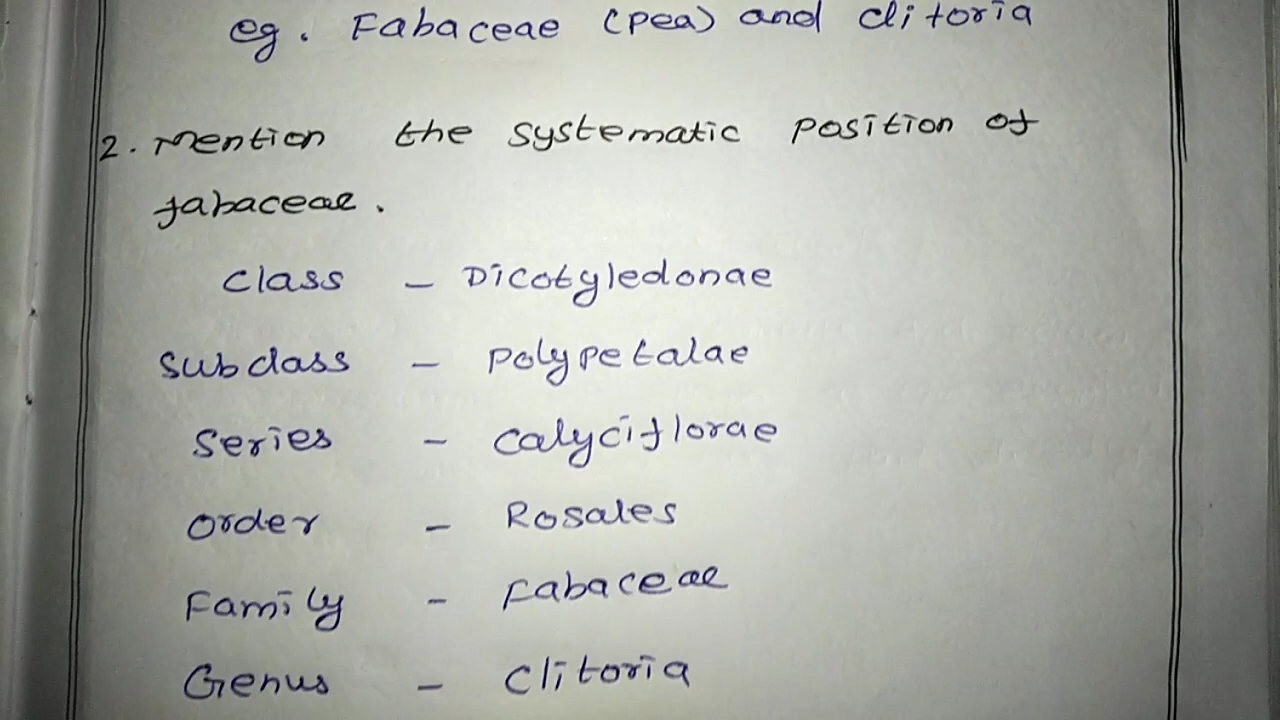 eg. Fabaceae (pea) and clitoria
2. Mention the systematic position of
fabaceae.
Class - Dicotyledonae
Subclass - Polypetalae
Series - Calyciflorae
Order - Rosales
Family - Fabaceae
Genus - Clitoria